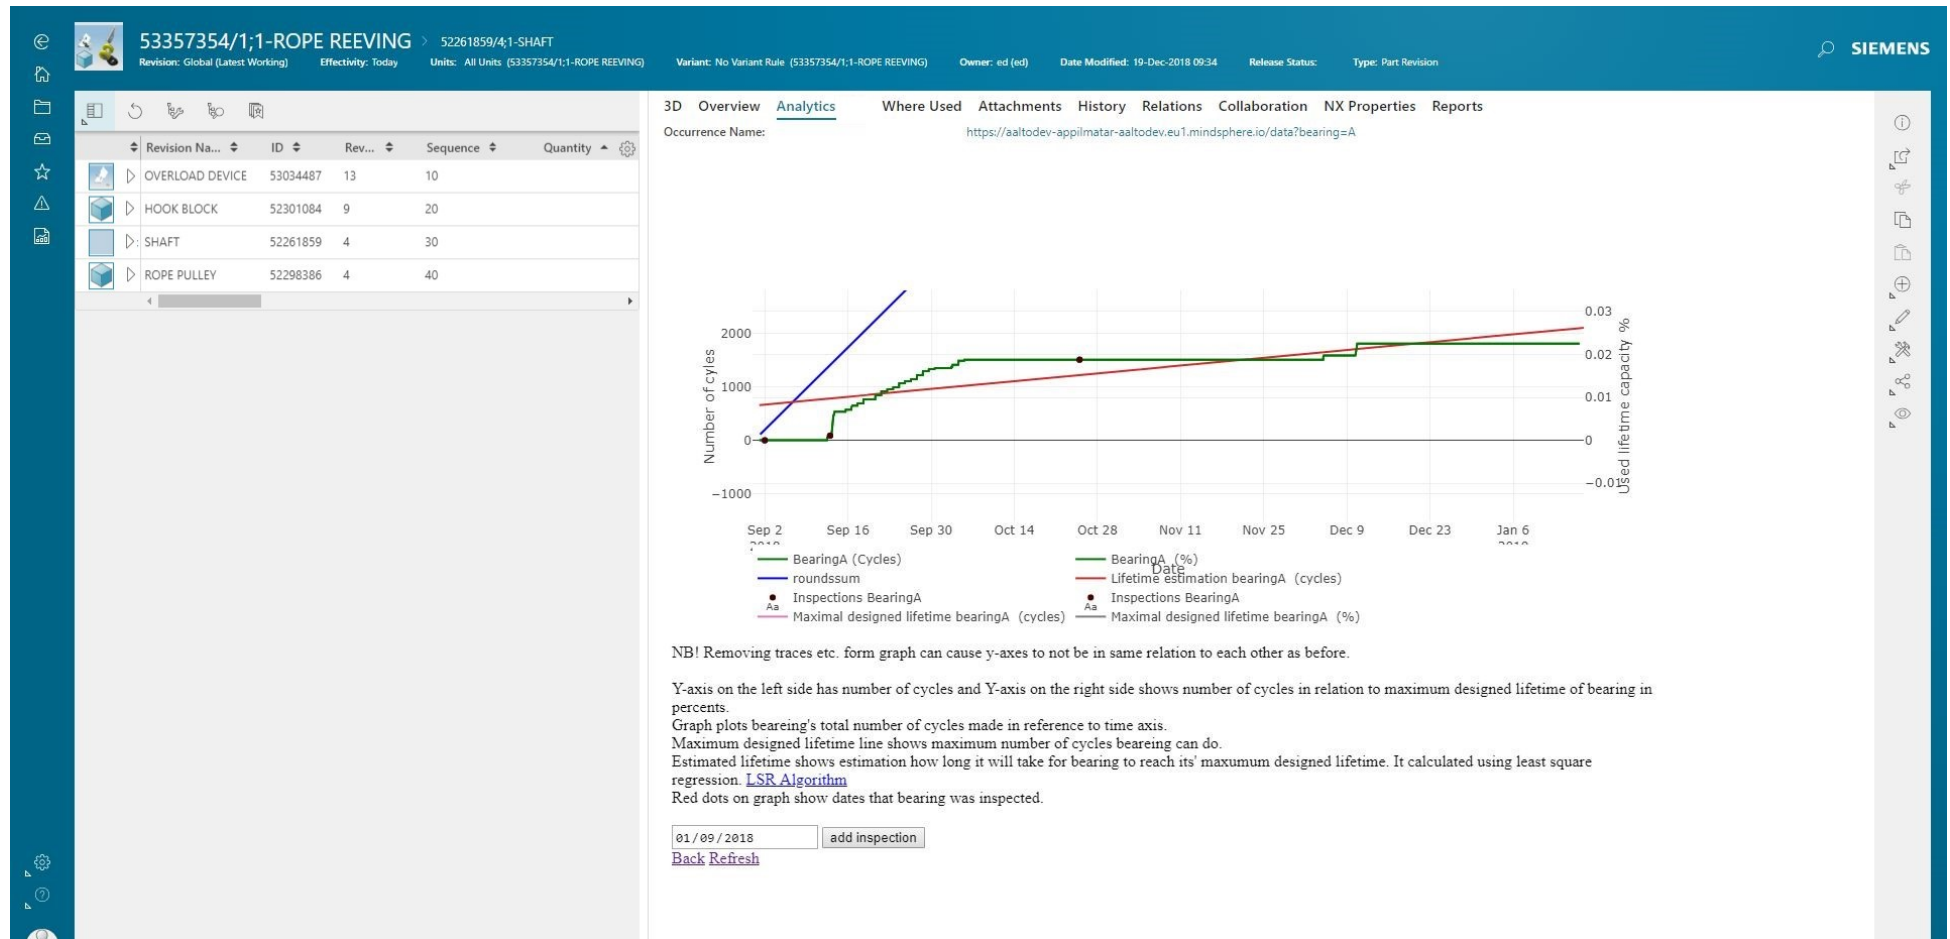 53357354/1;1-ROPE REEVING > 52261859/4;1-SHAFT
SIEMENS
Revision: Global (Latest Working) Effectivity: Today Units: All Units (53357354/1;1-ROPE REEVING) Variant: No Variant Rule (53357354/1;1-ROPE REEVING) Owner: ed (ed) Date Modified: 19-Dec-2018 09:34 Release Status: Type: Part Revision
3D Overview Analytics Where Used Attachments History Relations Collaboration NX Properties Reports
Occurrence Name: https://aaltodev-appilmatar-aaltodev.eu1.mindsphere.io/data?bearing=A
Revision Na... ID Rev... Sequence Quantity
OVERLOAD DEVICE 53034487 13 10
HOOK BLOCK 52301084 9 20
SHAFT 52261859 4 30
ROPE PULLEY 52298386 4 40
Number of cyles
2000
1000
0
−1000
0.03
0.02
0.01
0
−0.01
Used lifetime capacity %
Sep 2 Sep 16 Sep 30 Oct 14 Oct 28 Nov 11 Nov 25 Dec 9 Dec 23 Jan 6
2018 2019
Date
BearingA (Cycles) BearingA (%)
roundssum Lifetime estimation bearingA (cycles)
Aa Inspections BearingA Aa Inspections BearingA
Maximal designed lifetime bearingA (cycles) Maximal designed lifetime bearingA (%)
NB! Removing traces etc. form graph can cause y-axes to not be in same relation to each other as before.
Y-axis on the left side has number of cycles and Y-axis on the right side shows number of cycles in relation to maximum designed lifetime of bearing in
percents.
Graph plots beareing's total number of cycles made in reference to time axis.
Maximum designed lifetime line shows maximum number of cycles beareing can do.
Estimated lifetime shows estimation how long it will take for bearing to reach its' maxumum designed lifetime. It calculated using least square
regression. LSR Algorithm
Red dots on graph show dates that bearing was inspected.
01/09/2018 add inspection
Back Refresh